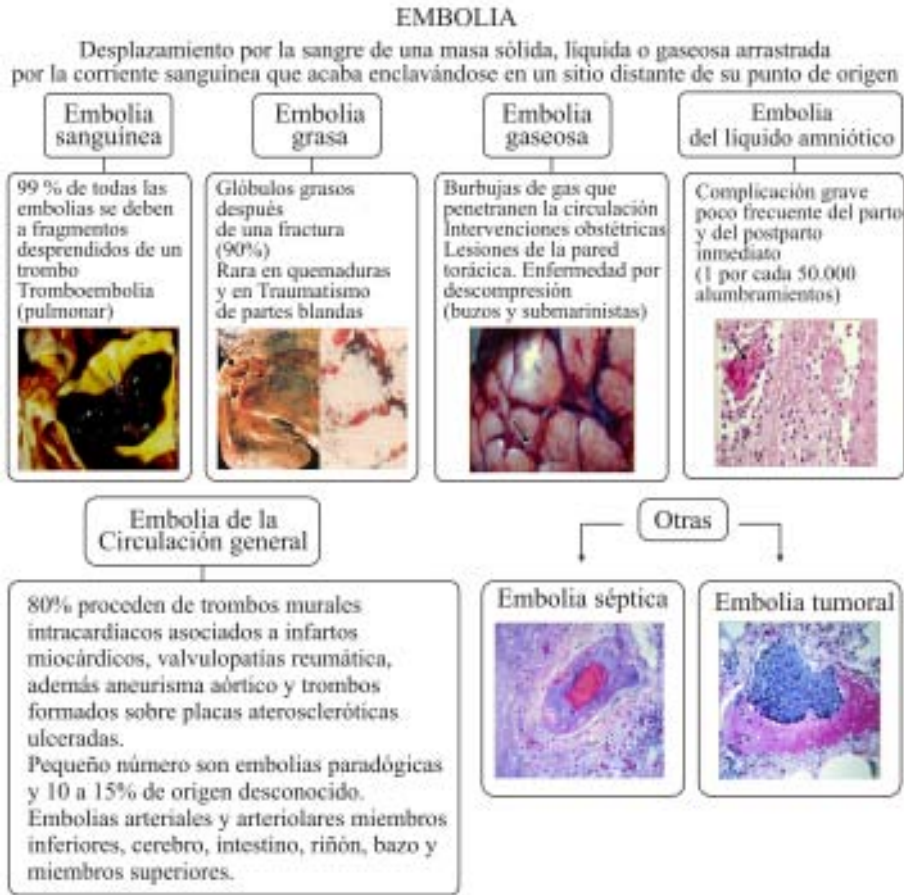 EMBOLIA
Desplazamiento por la sangre de una masa sólida, líquida o gaseosa arrastrada
por la corriente sanguínea que acaba enclavándose en un sitio distante de su punto de origen
Embolia
sanguínea
99 % de todas las
embolias se deben
a fragmentos
desprendidos de un
trombo
Tromboembolia
(pulmonar)
Embolia
grasa
Glóbulos grasos
después
de una fractura
(90%)
Rara en quemaduras
y en Traumatismo
de partes blandas
Embolia
gaseosa
Burbujas de gas que
penetranen la circulación
Intervenciones obstétricas
Lesiones de la pared
torácica. Enfermedad por
descompresión
(buzos y submarinistas)
Embolia
del líquido amniótico
Complicación grave
poco frecuente del parto
y del postparto
inmediato
(1 por cada 50.000
alumbramientos)
Embolia de la
Circulación general
80% proceden de trombos murales
intracardíacos asociados a infartos
miocárdicos, valvulopatías reumática,
además aneurisma aórtico y trombos
formados sobre placas ateroscleróticas
ulceradas.
Pequeño número son embolias paradógicas
y 10 a 15% de origen desconocido.
Embolias arteriales y arteriolares miembros
inferiores, cerebro, intestino, riñón, bazo y
miembros superiores.
Otras
Embolia séptica
Embolia tumoral